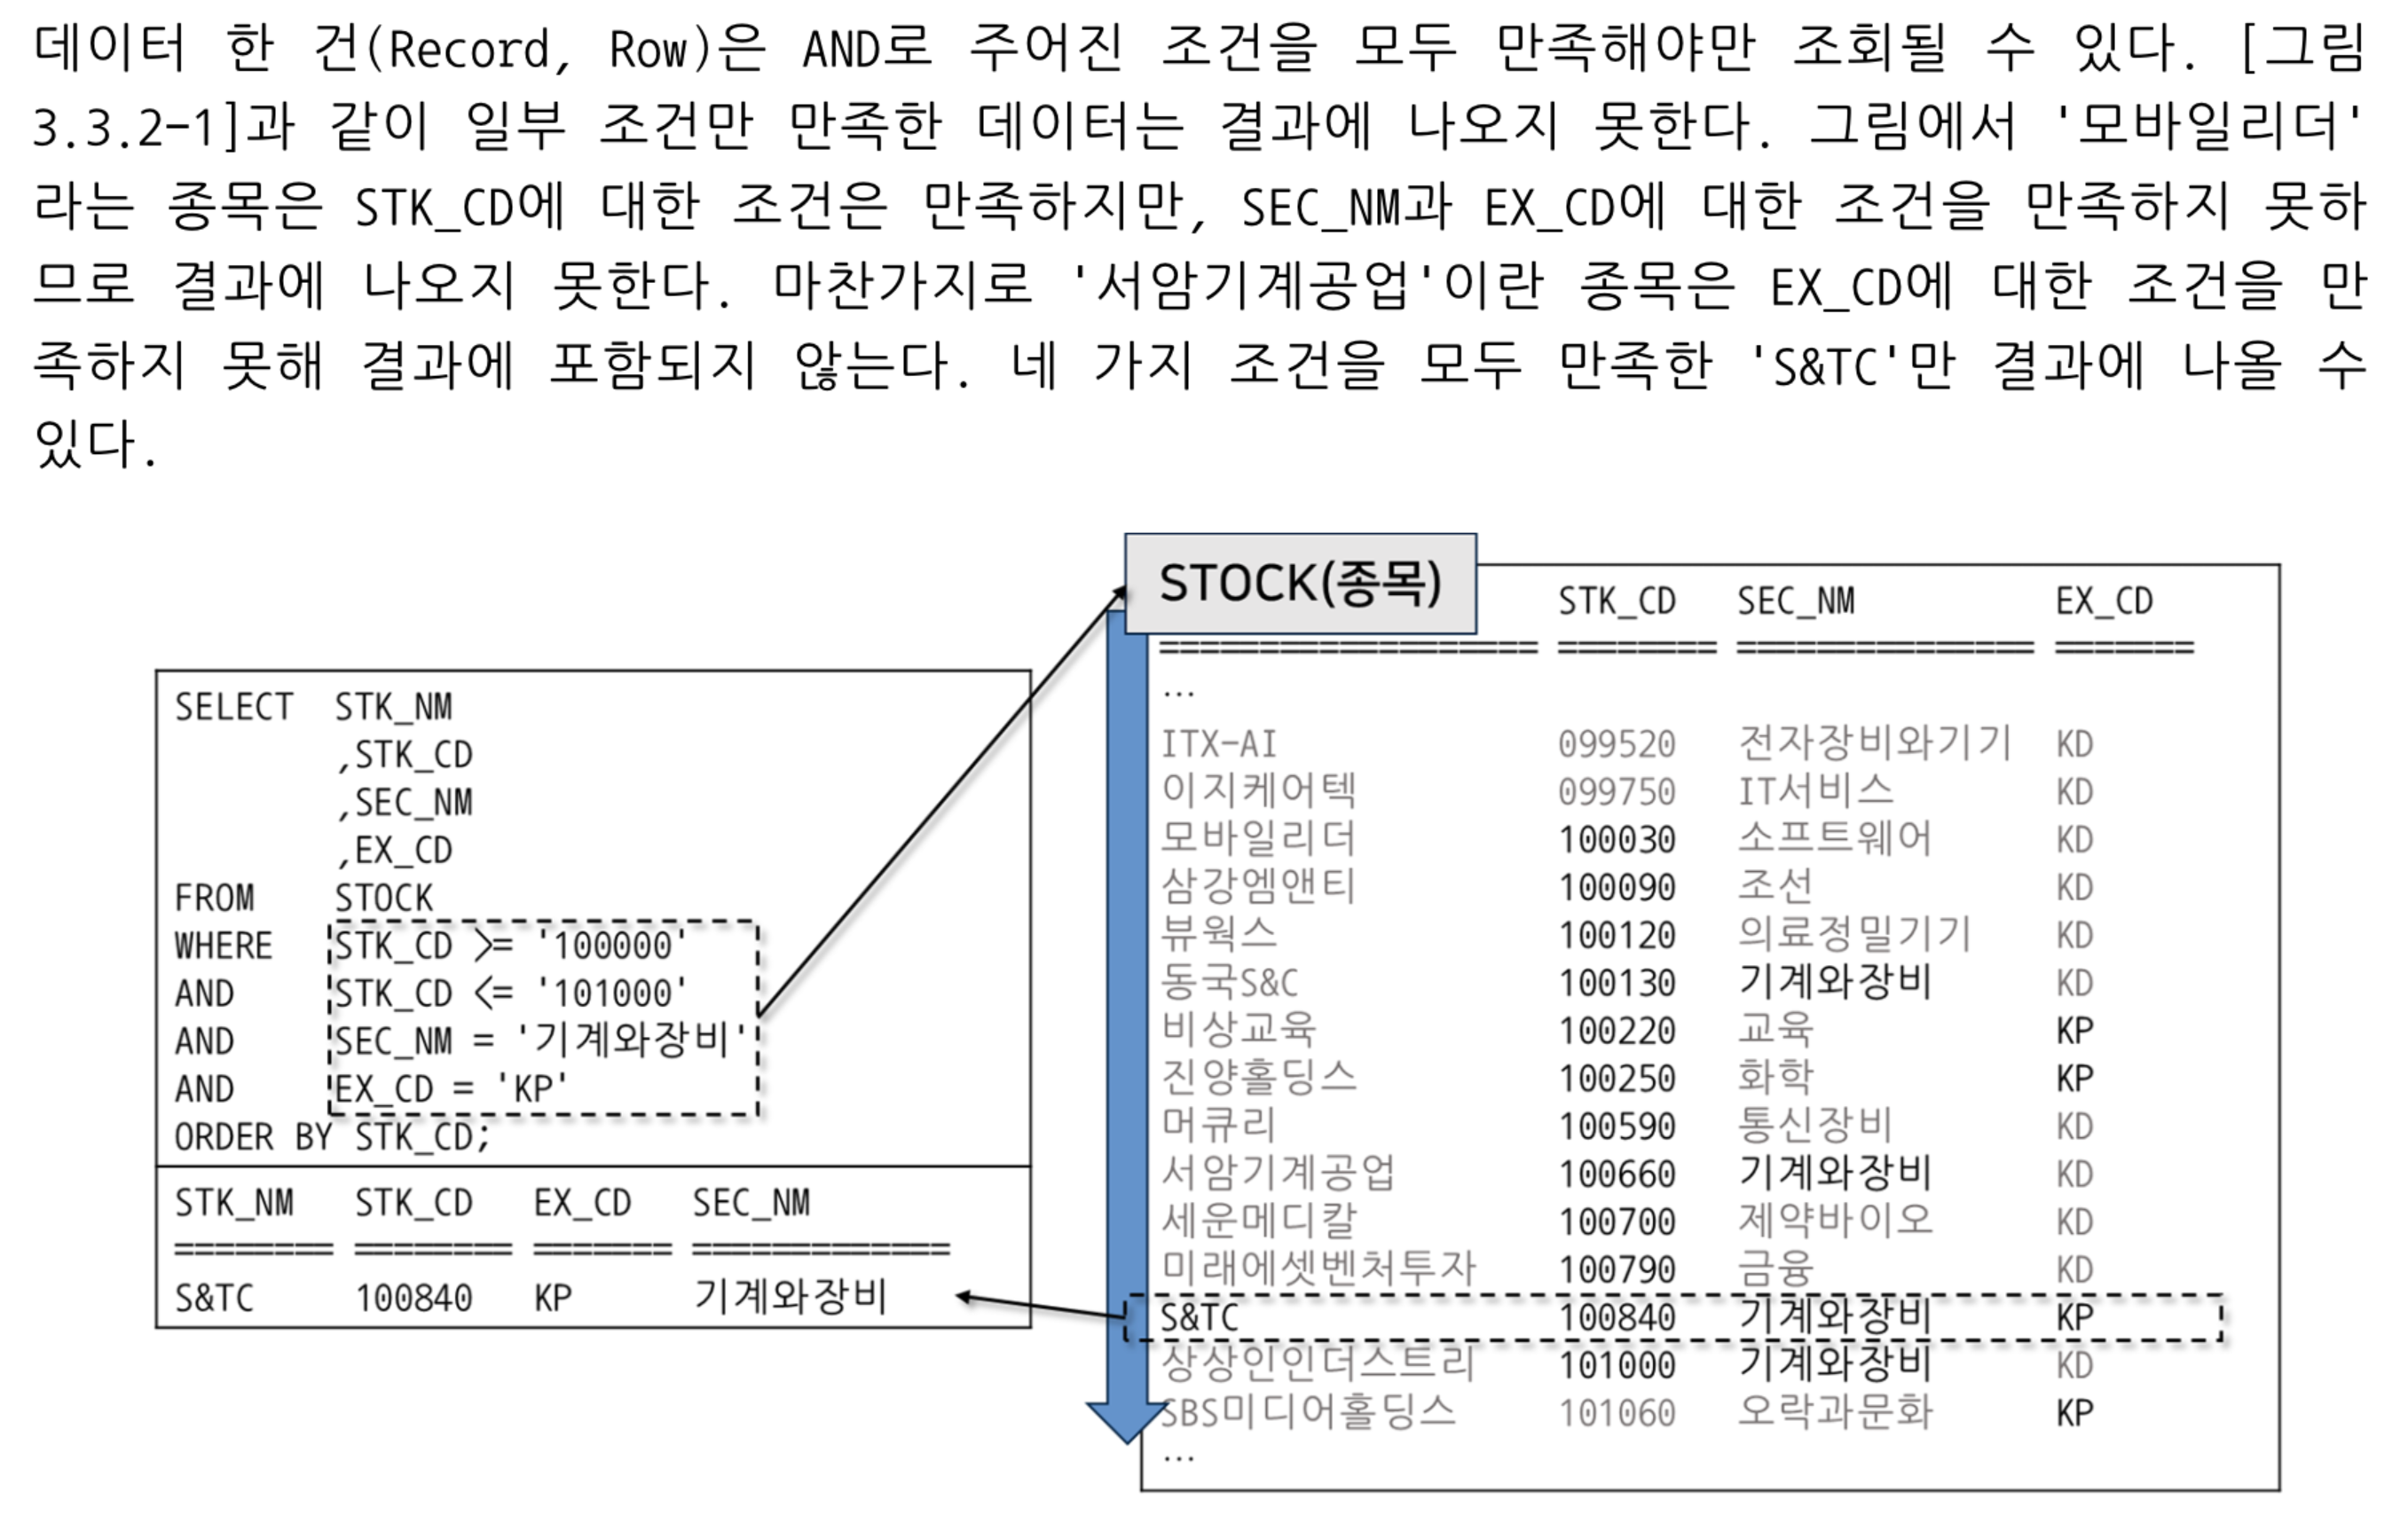 데이터 한 건(Record, Row)은 AND로 주어진 조건을 모두 만족해야만 조회될 수 있다. [그림
3.3.2-1]과 같이 일부 조건만 만족한 데이터는 결과에 나오지 못한다. 그림에서 '모바일리더'
라는 종목은 STK_CD에 대한 조건은 만족하지만, SEC_NM과 EX_CD에 대한 조건을 만족하지 못하
므로 결과에 나오지 못한다. 마찬가지로 '서암기계공업'이란 종목은 EX_CD에 대한 조건을 만
족하지 못해 결과에 포함되지 않는다. 네 가지 조건을 모두 만족한 'S&TC'만 결과에 나올 수
있다.
SELECT STK_NM
,STK_CD
,SEC_NM
,EX_CD
FROM STOCK
WHERE STK_CD >= '100000'
AND STK_CD <= '101000'
AND SEC_NM = '기계와장비'
AND EX_CD = 'KP'
ORDER BY STK_CD;
STK_NM STK_CD EX_CD SEC_NM
======== ======== ======= =============
S&TC 100840 KP 기계와장비
STOCK(종목) STK_CD SEC_NM EX_CD
=================== ======== =============== =======
...
ITX-AI 099520 전자장비와기기 KD
이지케어텍 099750 IT서비스 KD
모바일리더 100030 소프트웨어 KD
삼강엠앤티 100090 조선 KD
뷰웍스 100120 의료정밀기기 KD
동국S&C 100130 기계와장비 KD
비상교육 100220 교육 KP
진양홀딩스 100250 화학 KP
머큐리 100590 통신장비 KD
서암기계공업 100660 기계와장비 KD
세운메디칼 100700 제약바이오 KD
미래에셋벤처투자 100790 금융 KD
S&TC 100840 기계와장비 KP
상상인인더스트리 101000 기계와장비 KD
SBS미디어홀딩스 101060 오락과문화 KP
...